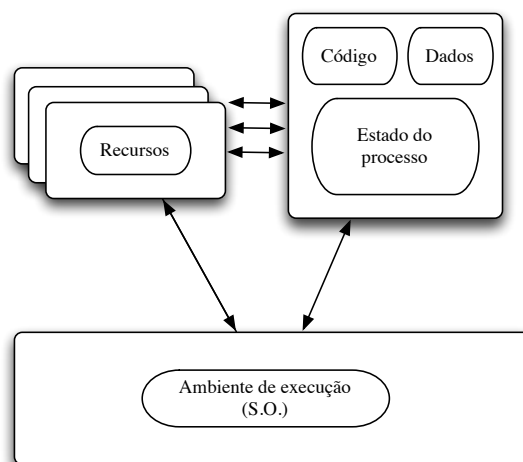 Código
Dados
Recursos
Estado do
processo
Ambiente de execução
(S.O.)